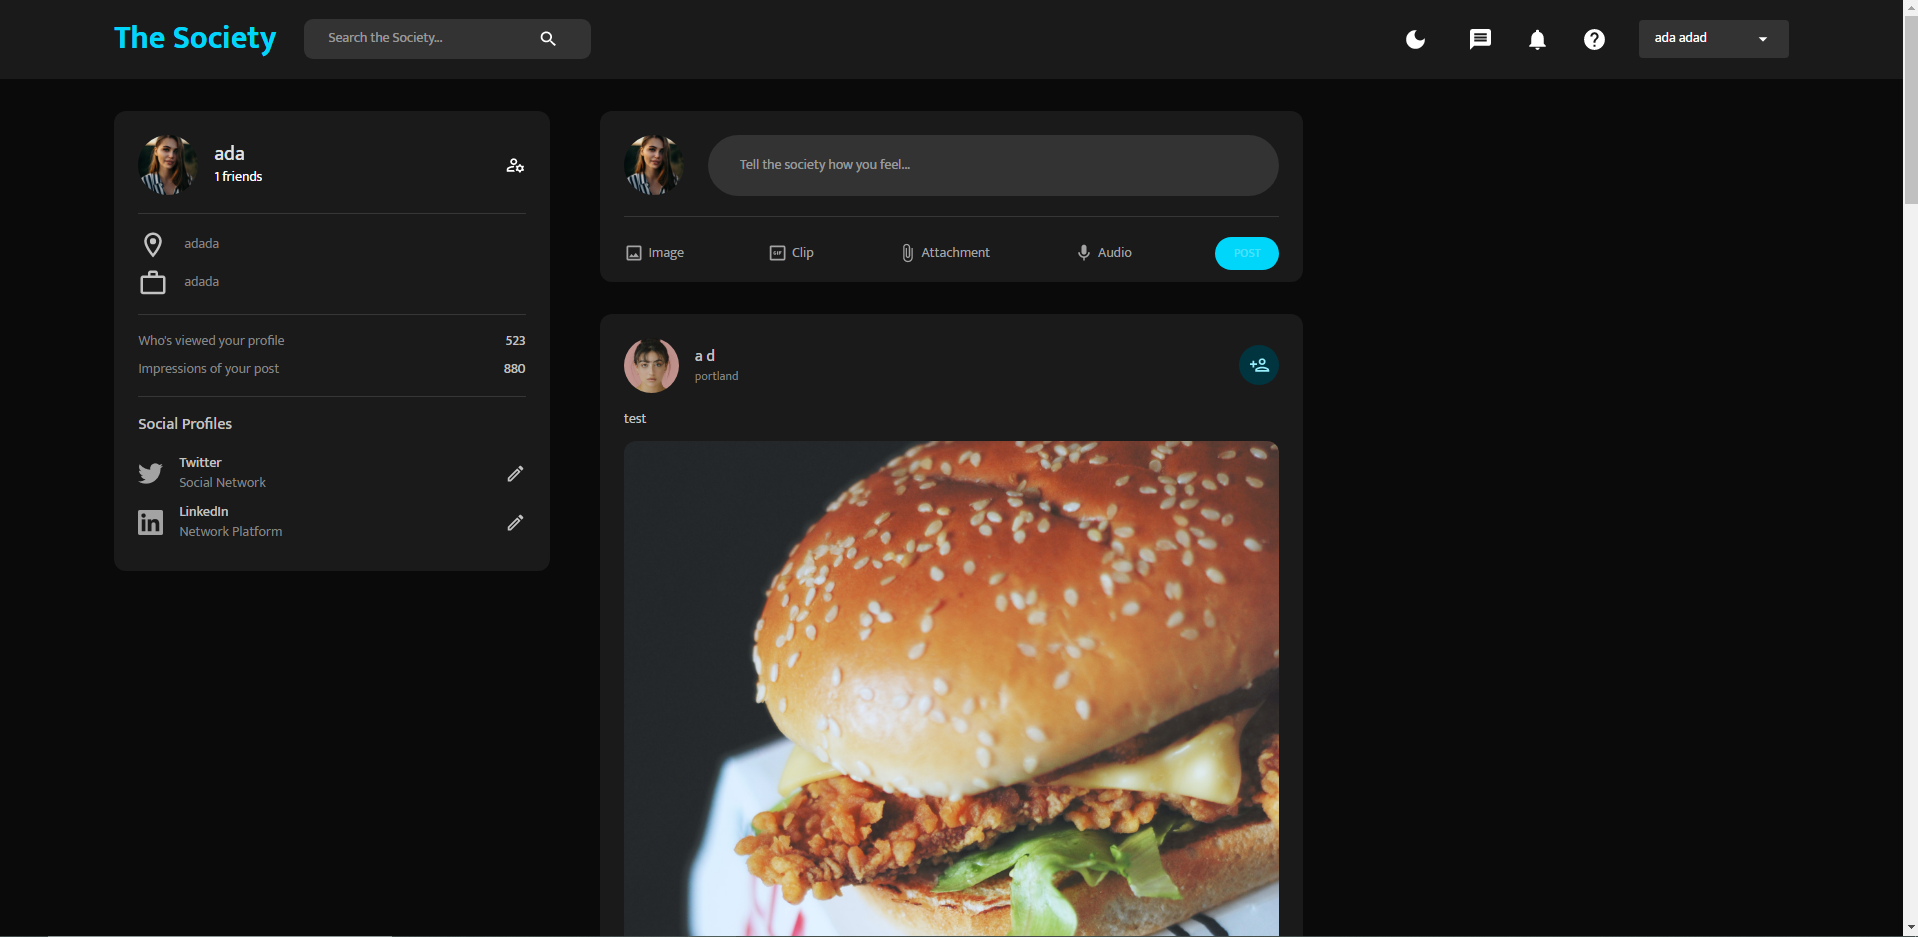 The Society
Search the Society...
ada adad
ada
1 friends
adada
adada
Who's viewed your profile 523
Impressions of your post 880
Social Profiles
Twitter
Social Network
LinkedIn
Network Platform
Tell the society how you feel...
Image
GIF Clip
Attachment
Audio
POST
a d
portland
test